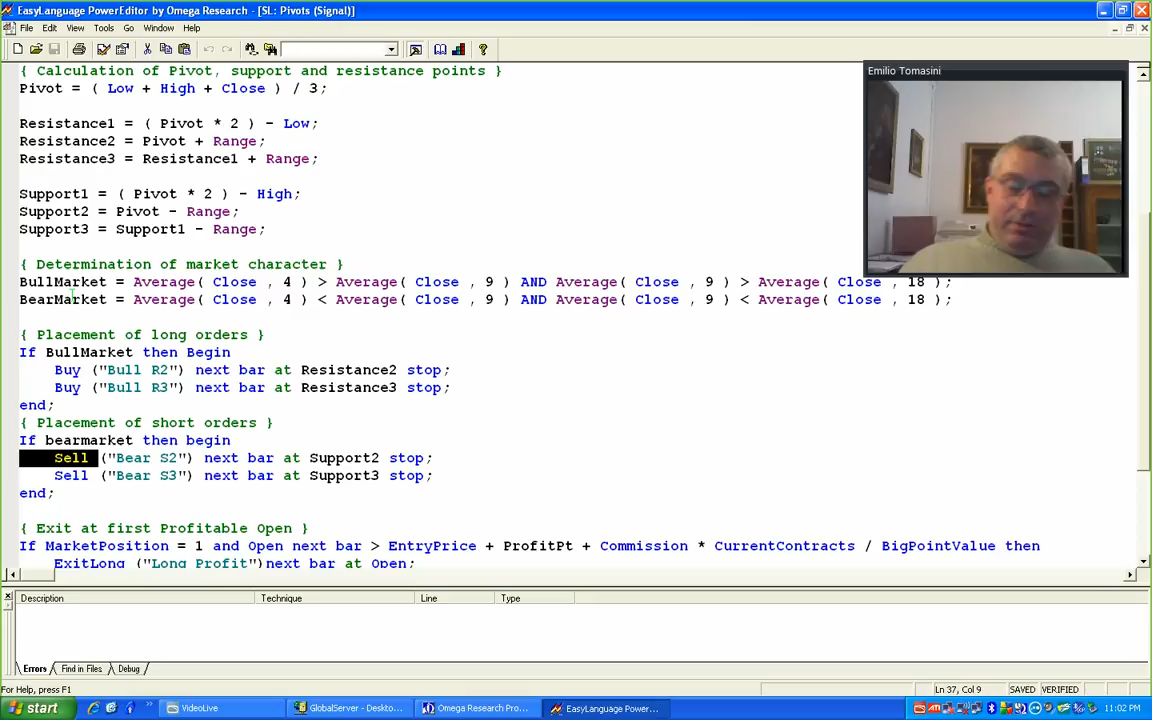 EasyLanguage PowerEditor by Omega Research - [SL: Pivots (Signal)]
File Edit View Tools Go Window Help
{ Calculation of Pivot, support and resistance points }
Pivot = ( Low + High + Close ) / 3;
Resistance1 = ( Pivot * 2 ) - Low;
Resistance2 = Pivot + Range;
Resistance3 = Resistance1 + Range;
Support1 = ( Pivot * 2 ) - High;
Support2 = Pivot - Range;
Support3 = Support1 - Range;
{ Determination of market character }
BullMarket = Average( Close , 4 ) > Average( Close , 9 ) AND Average( Close , 9 ) > Average( Close , 18 );
BearMarket = Average( Close , 4 ) < Average( Close , 9 ) AND Average( Close , 9 ) < Average( Close , 18 );
{ Placement of long orders }
If BullMarket then Begin
Buy ("Bull R2") next bar at Resistance2 stop;
Buy ("Bull R3") next bar at Resistance3 stop;
end;
{ Placement of short orders }
If bearmarket then begin
Sell ("Bear S2") next bar at Support2 stop;
Sell ("Bear S3") next bar at Support3 stop;
end;
{ Exit at first Profitable Open }
If MarketPosition = 1 and Open next bar > EntryPrice + ProfitPt + Commission * CurrentContracts / BigPointValue then
ExitLong ("Long Profit")next bar at Open;
Emilio Tomasini
Description Technique Line Type
Errors Find in Files Debug
For Help, press F1
Ln 37, Col 9 SAVED VERIFIED
start VideoLive GlobalServer - Deskto... Omega Research Pro... EasyLanguage Power... 11:02 PM